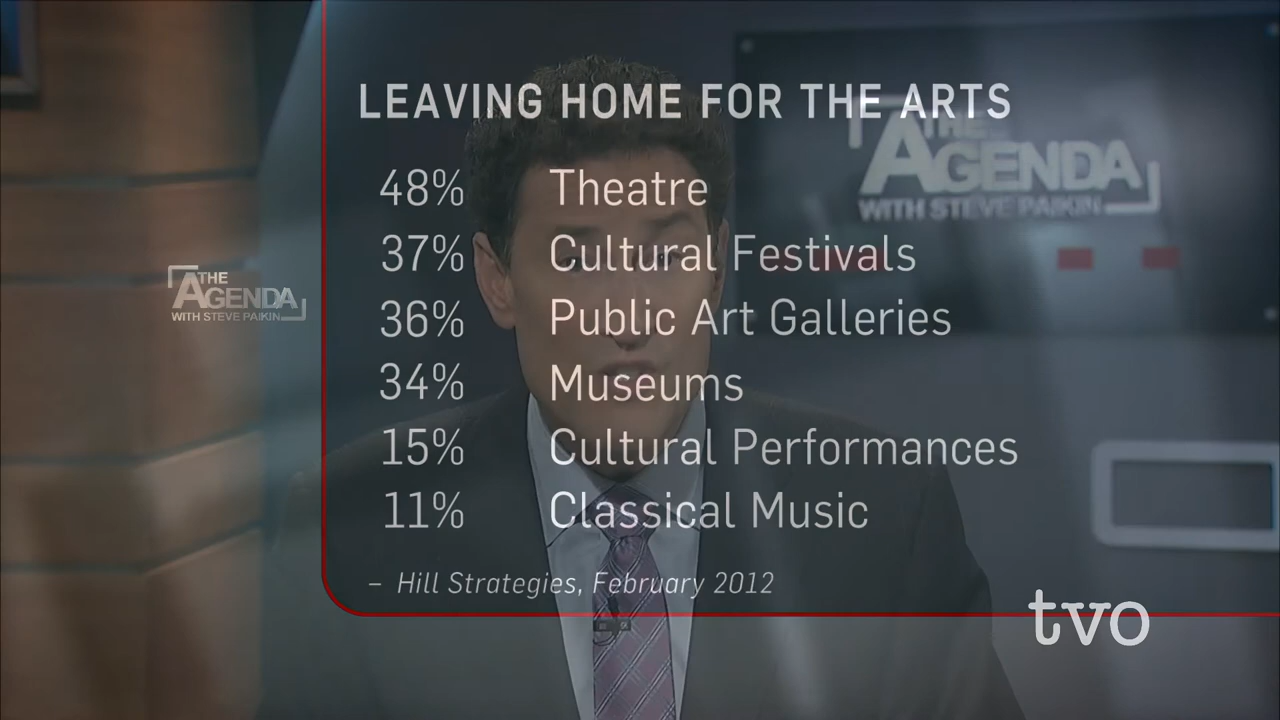 LEAVING HOME FOR THE ARTS
48% Theatre
37% Cultural Festivals
36% Public Art Galleries
34% Museums
15% Cultural Performances
11% Classical Music
– Hill Strategies, February 2012
THE
AGENDA
WITH STEVE PAIKIN
THE
AGENDA
WITH STEVE PAIKIN
tvo